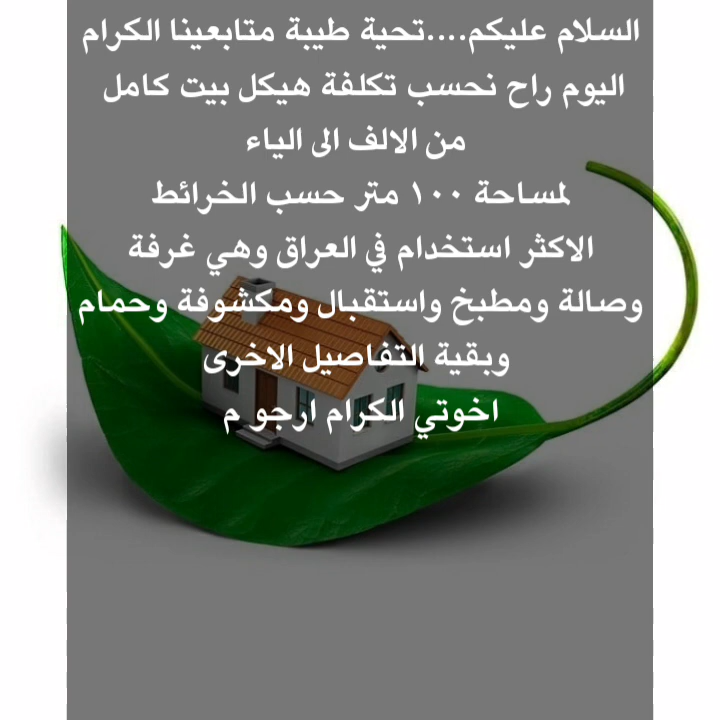 السلام عليكم....تحية طيبة متابعينا الكرام
اليوم راح نحسب تكلفة هيكل بيت كامل
من الالف الى الياء
لمساحة ١٠٠ متر حسب الخرائط
الاكثر استخدام في العراق وهي غرفة
وصالة ومطبخ واستقبال ومكشوفة وحمام
وبقية التفاصيل الاخرى
اخوتي الكرام ارجو م